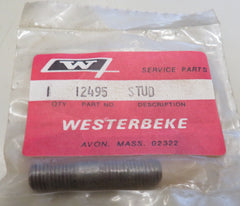 W
SERVICE PARTS
1 12495 STUD
QTY. PART NO. DESCRIPTION
WESTERBEKE
AVON, MASS. 02322